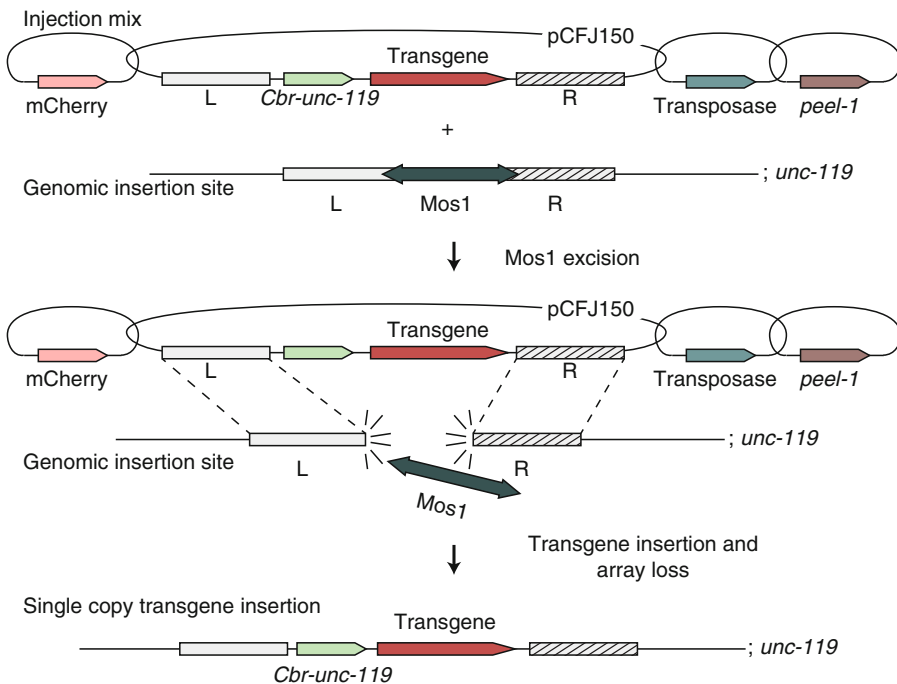 Injection mix
pCFJ150
Transgene
mCherry
L
Cbr-unc-119
R
Transposase
peel-1
+
Genomic insertion site
L
Mos1
R
; unc-119
Mos1 excision
pCFJ150
Transgene
mCherry
L
R
Transposase
peel-1
Genomic insertion site
L
R
; unc-119
Mos1
Transgene insertion and
array loss
Single copy transgene insertion
Transgene
Cbr-unc-119
; unc-119